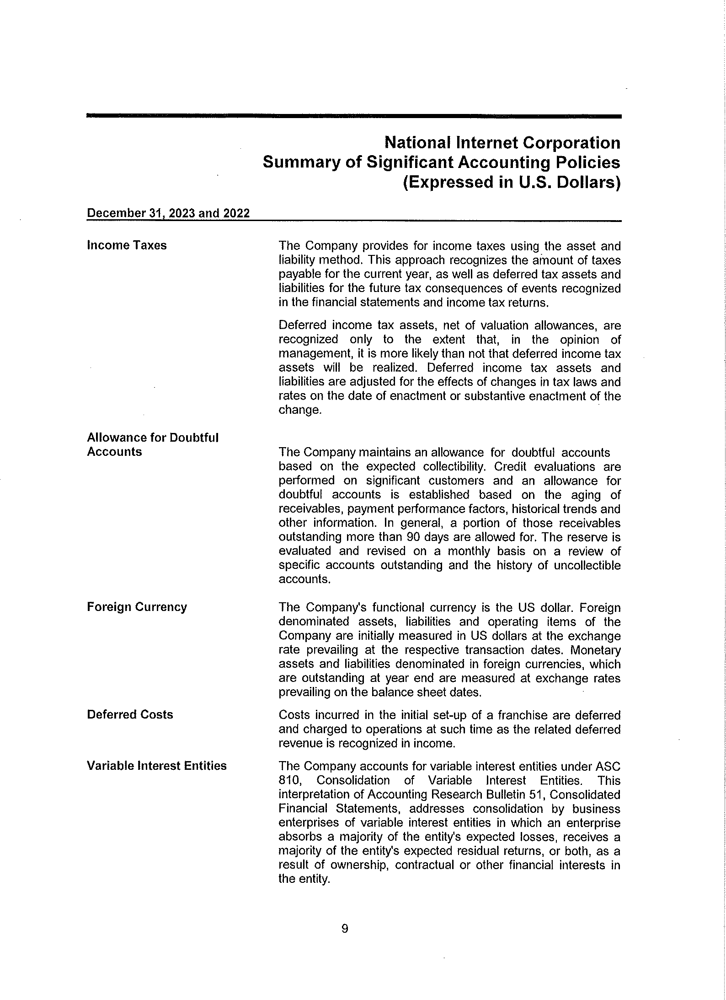 National Internet Corporation
Summary of Significant Accounting Policies
(Expressed in U.S. Dollars)
December 31, 2023 and 2022
Income Taxes
The Company provides for income taxes using the asset and
liability method. This approach recognizes the amount of taxes
payable for the current year, as well as deferred tax assets and
liabilities for the future tax consequences of events recognized
in the financial statements and income tax returns.
Deferred income tax assets, net of valuation allowances, are
recognized only to the extent that, in the opinion of
management, it is more likely than not that deferred income tax
assets will be realized. Deferred income tax assets and
liabilities are adjusted for the effects of changes in tax laws and
rates on the date of enactment or substantive enactment of the
change.
Allowance for Doubtful
Accounts
The Company maintains an allowance for doubtful accounts
based on the expected collectibility. Credit evaluations are
performed on significant customers and an allowance for
doubtful accounts is established based on the aging of
receivables, payment performance factors, historical trends and
other information. In general, a portion of those receivables
outstanding more than 90 days are allowed for. The reserve is
evaluated and revised on a monthly basis on a review of
specific accounts outstanding and the history of uncollectible
accounts.
Foreign Currency
The Company's functional currency is the US dollar. Foreign
denominated assets, liabilities and operating items of the
Company are initially measured in US dollars at the exchange
rate prevailing at the respective transaction dates. Monetary
assets and liabilities denominated in foreign currencies, which
are outstanding at year end are measured at exchange rates
prevailing on the balance sheet dates.
Deferred Costs
Costs incurred in the initial set-up of a franchise are deferred
and charged to operations at such time as the related deferred
revenue is recognized in income.
Variable Interest Entities
The Company accounts for variable interest entities under ASC
810, Consolidation of Variable Interest Entities. This
interpretation of Accounting Research Bulletin 51, Consolidated
Financial Statements, addresses consolidation by business
enterprises of variable interest entities in which an enterprise
absorbs a majority of the entity's expected losses, receives a
majority of the entity's expected residual returns, or both, as a
result of ownership, contractual or other financial interests in
the entity.
9